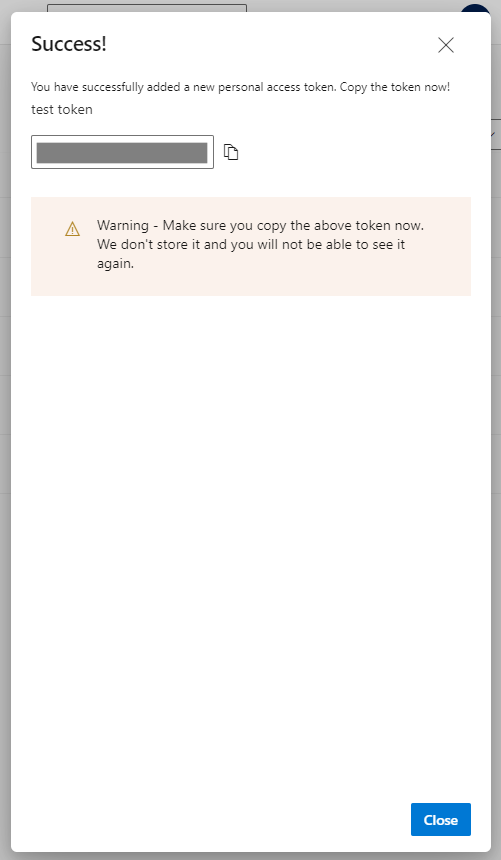 Success!
You have successfully added a new personal access token. Copy the token now!
test token
Warning - Make sure you copy the above token now.
We don't store it and you will not be able to see it
again.
Close